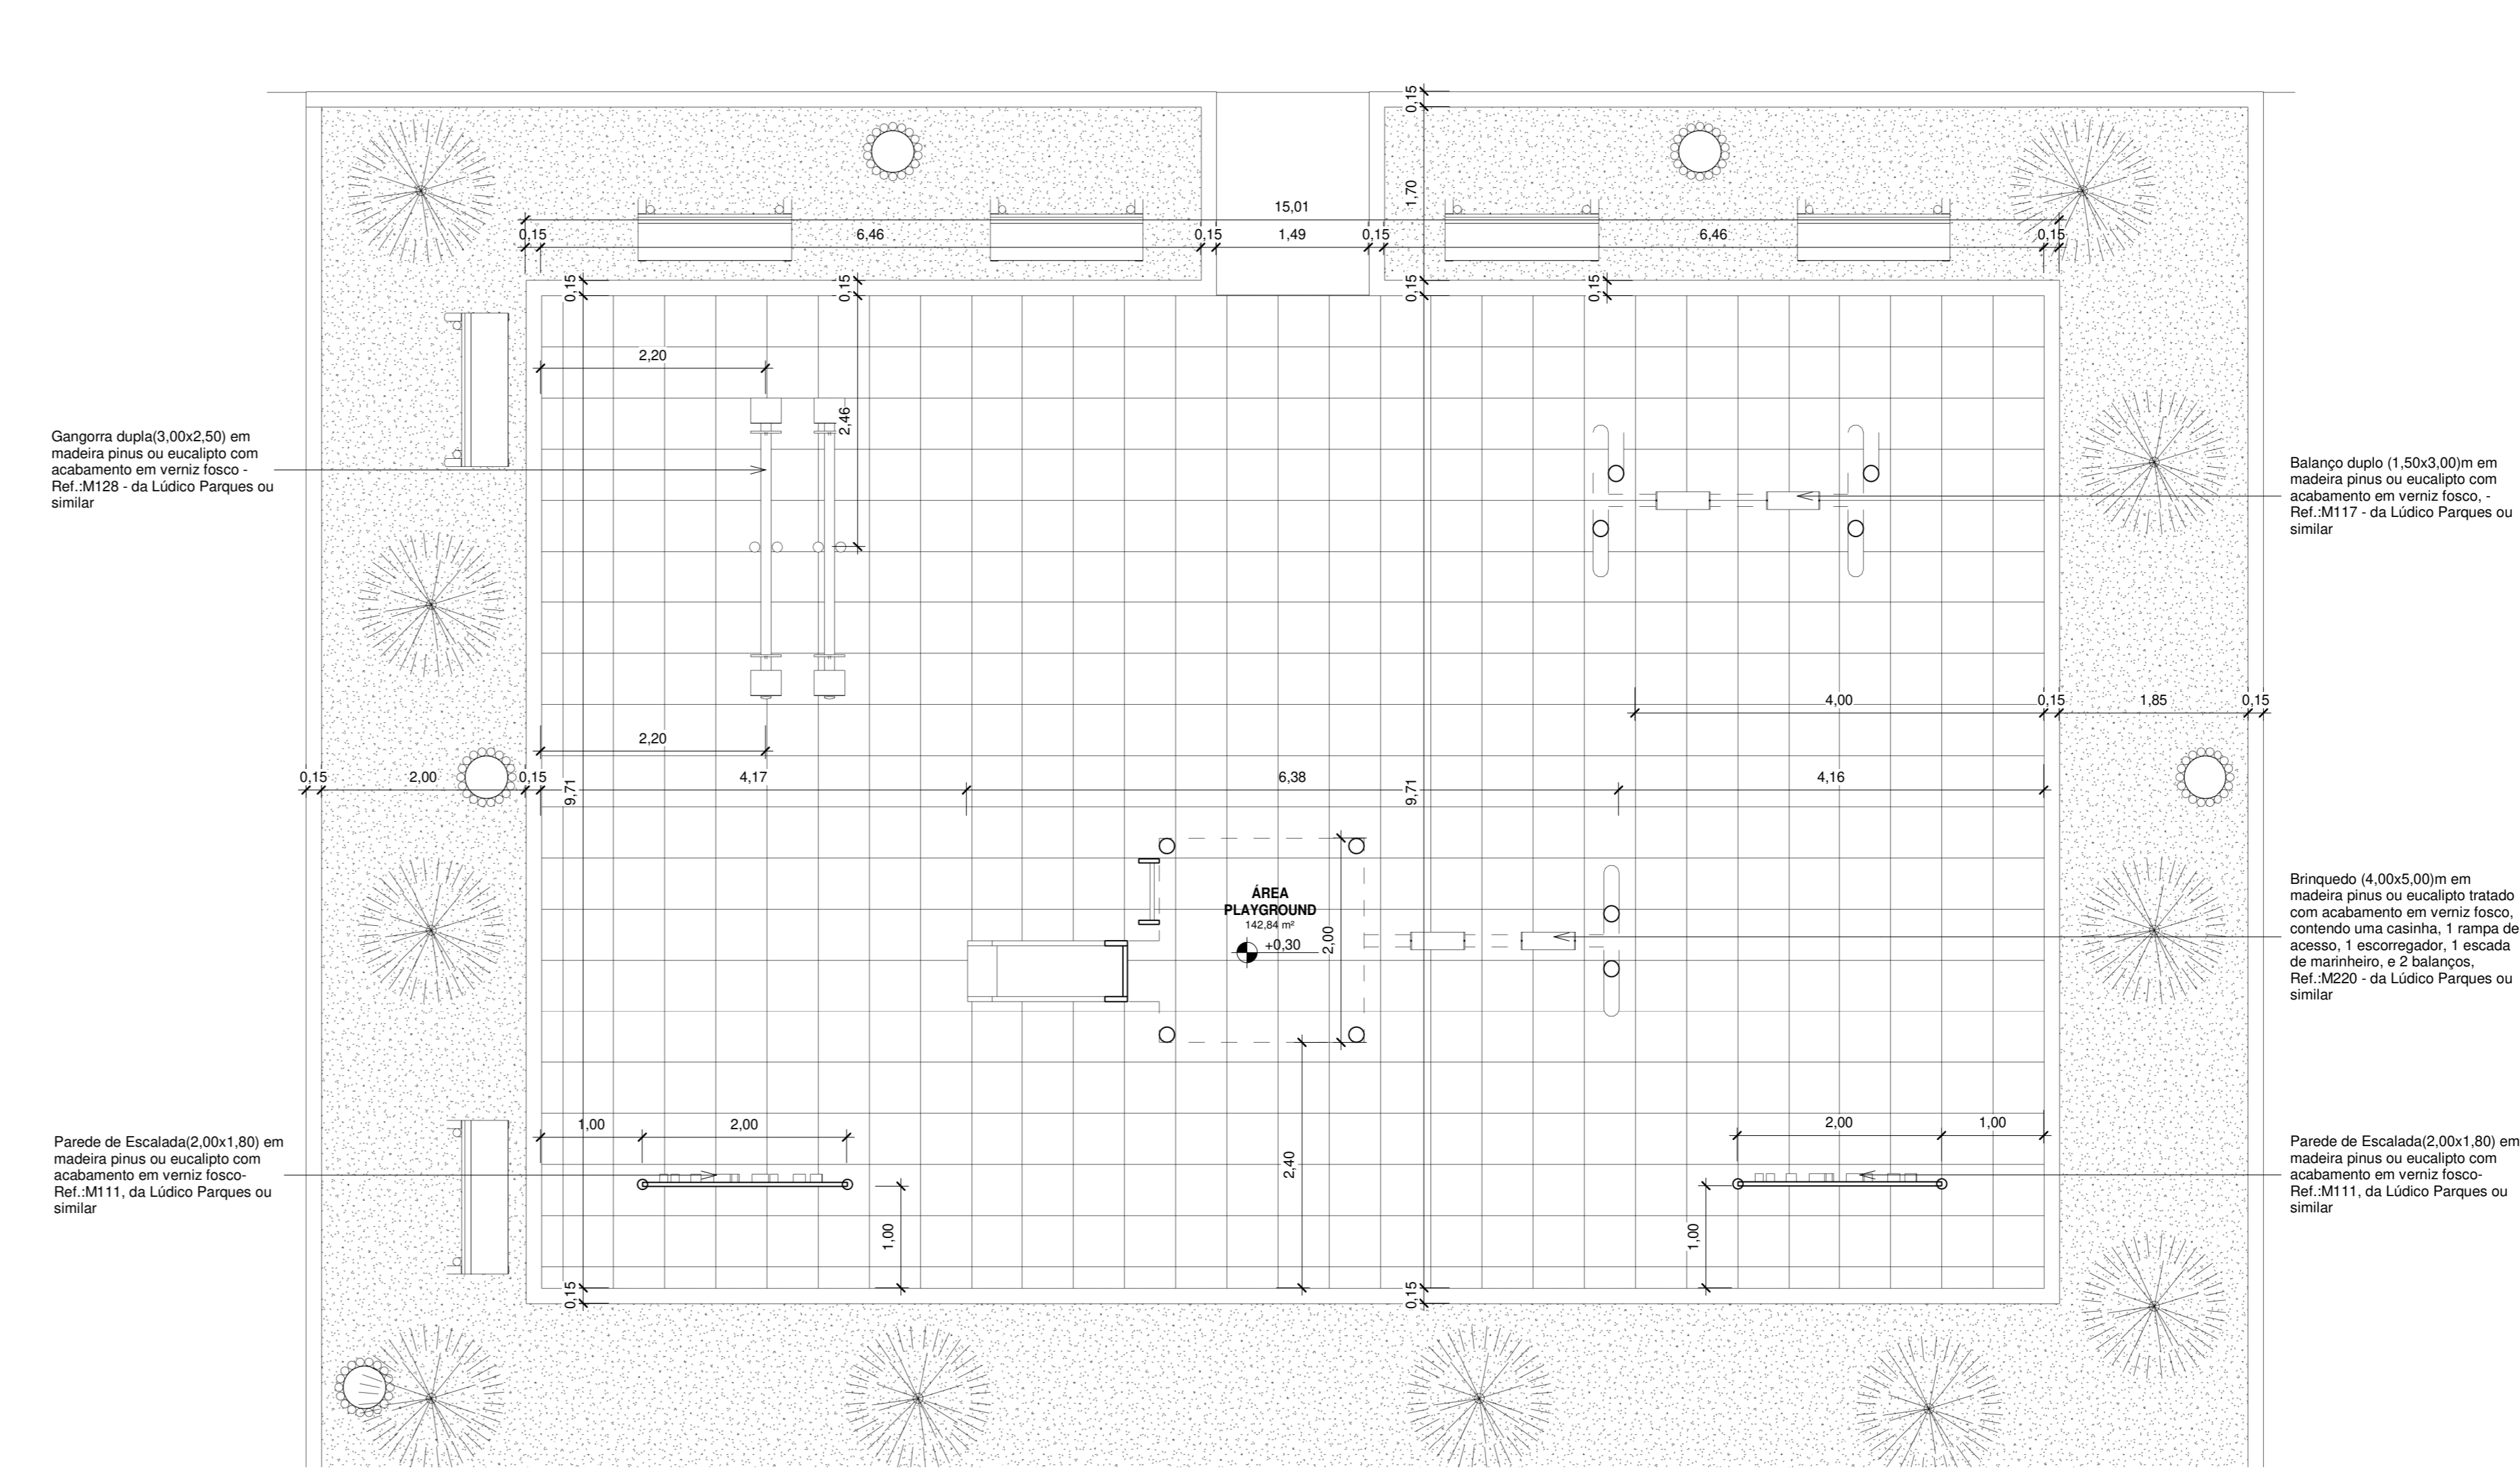 0,15
1,70
15,01
0,15
6,46
0,15
1,49
0,15
6,46
0,15
0,15
0,15
0,15
0,15
2,20
2,46
Gangorra dupla(3,00x2,50) em
madeira pinus ou eucalipto com
acabamento em verniz fosco -
Ref.:M128 - da Lúdico Parques ou
similar
Balanço duplo (1,50x3,00)m em
madeira pinus ou eucalipto com
acabamento em verniz fosco, -
Ref.:M117 - da Lúdico Parques ou
similar
4,00
0,15
1,85
0,15
2,20
0,15
2,00
0,15
9,71
4,17
6,38
9,71
4,16
ÁREA
PLAYGROUND
142,84 m²
+0,30
2,00
Brinquedo (4,00x5,00)m em
madeira pinus ou eucalipto tratado
com acabamento em verniz fosco,
contendo uma casinha, 1 rampa de
acesso, 1 escorregador, 1 escada
de marinheiro, e 2 balanços,
Ref.:M220 - da Lúdico Parques ou
similar
1,00
2,00
2,00
1,00
Parede de Escalada(2,00x1,80) em
madeira pinus ou eucalipto com
acabamento em verniz fosco-
Ref.:M111, da Lúdico Parques ou
similar
2,40
Parede de Escalada(2,00x1,80) em
madeira pinus ou eucalipto com
acabamento em verniz fosco-
Ref.:M111, da Lúdico Parques ou
similar
1,00
1,00
0,15
0,15